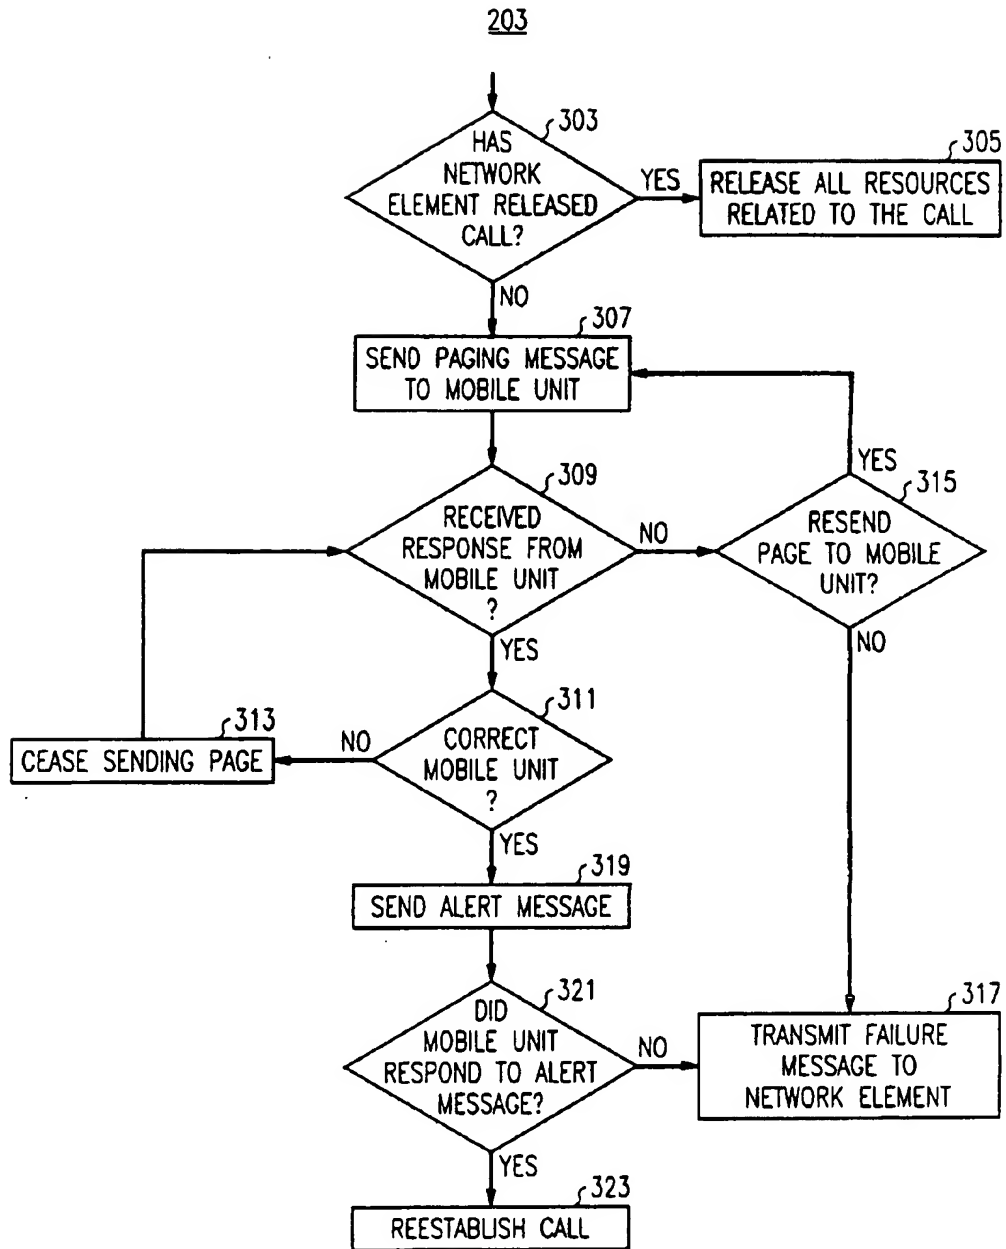 203
303
HAS
NETWORK
ELEMENT RELEASED
CALL?
YES
305
RELEASE ALL RESOURCES
RELATED TO THE CALL
NO
307
SEND PAGING MESSAGE
TO MOBILE UNIT
309
RECEIVED
RESPONSE FROM
MOBILE UNIT
?
NO
YES
315
RESEND
PAGE TO MOBILE
UNIT?
NO
YES
311
CORRECT
MOBILE UNIT
?
NO
313
CEASE SENDING PAGE
YES
319
SEND ALERT MESSAGE
321
DID
MOBILE UNIT
RESPOND TO ALERT
MESSAGE?
NO
317
TRANSMIT FAILURE
MESSAGE TO
NETWORK ELEMENT
YES
323
REESTABLISH CALL